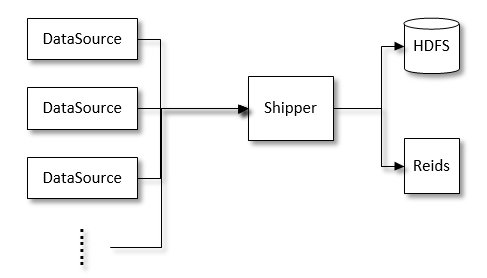 DataSource
DataSource
DataSource
Shipper
HDFS
Reids